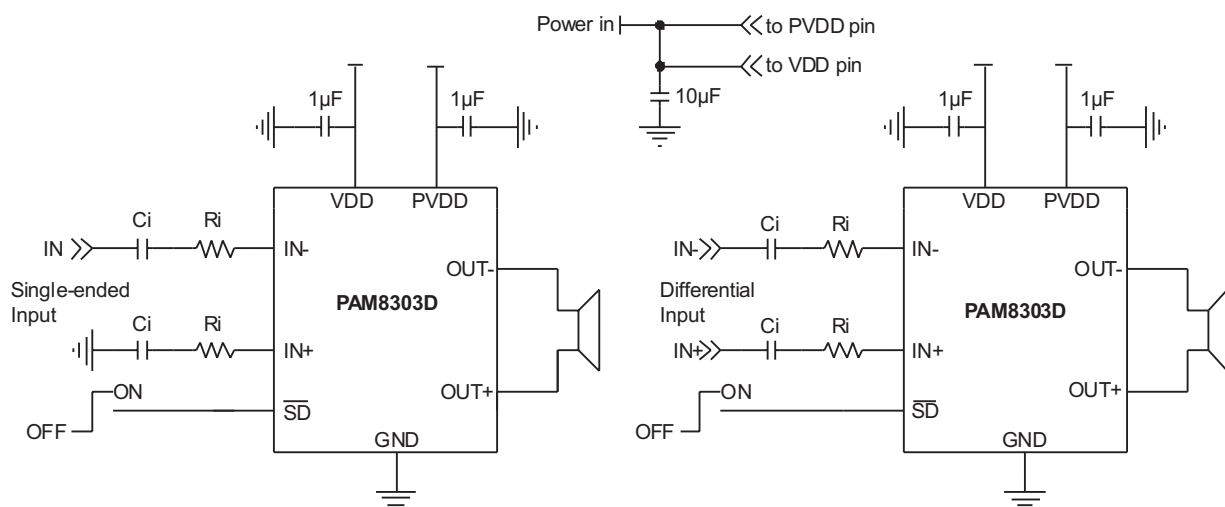 Power in
to PVDD pin
to VDD pin
10µF
1µF
1µF
VDD
PVDD
Ci
Ri
IN
IN-
OUT-
Single-ended
Input
PAM8303D
Ci
Ri
IN+
OUT+
ON
OFF
SD
GND
1µF
1µF
VDD
PVDD
Ci
Ri
IN-
IN-
OUT-
Differential
Input
PAM8303D
Ci
Ri
IN+
IN+
OUT+
ON
OFF
SD
GND